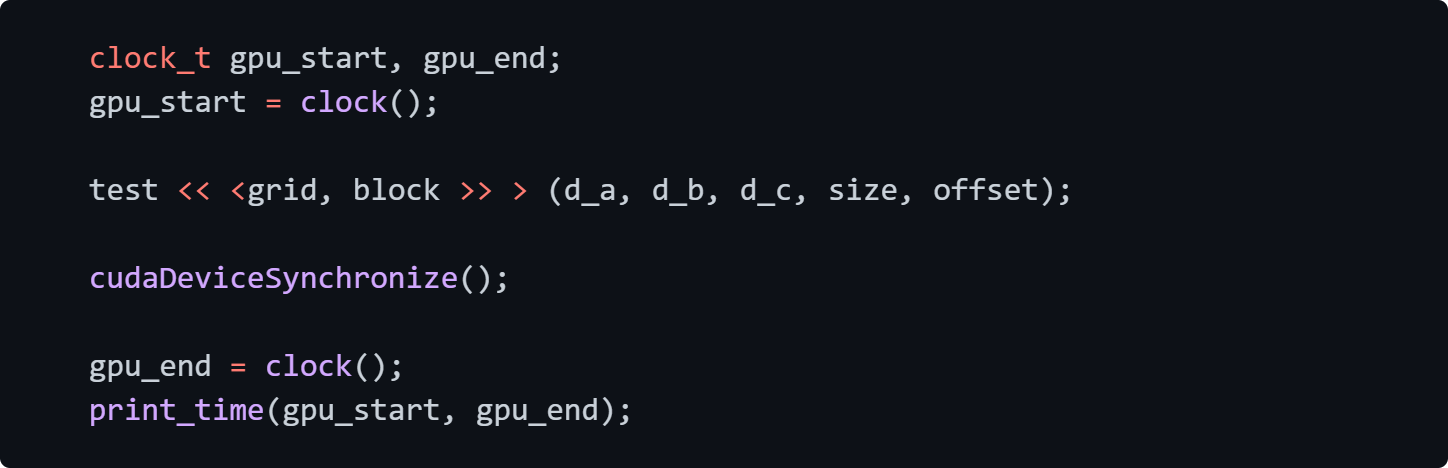 clock_t gpu_start, gpu_end;
gpu_start = clock();
test << <grid, block >> > (d_a, d_b, d_c, size, offset);
cudaDeviceSynchronize();
gpu_end = clock();
print_time(gpu_start, gpu_end);